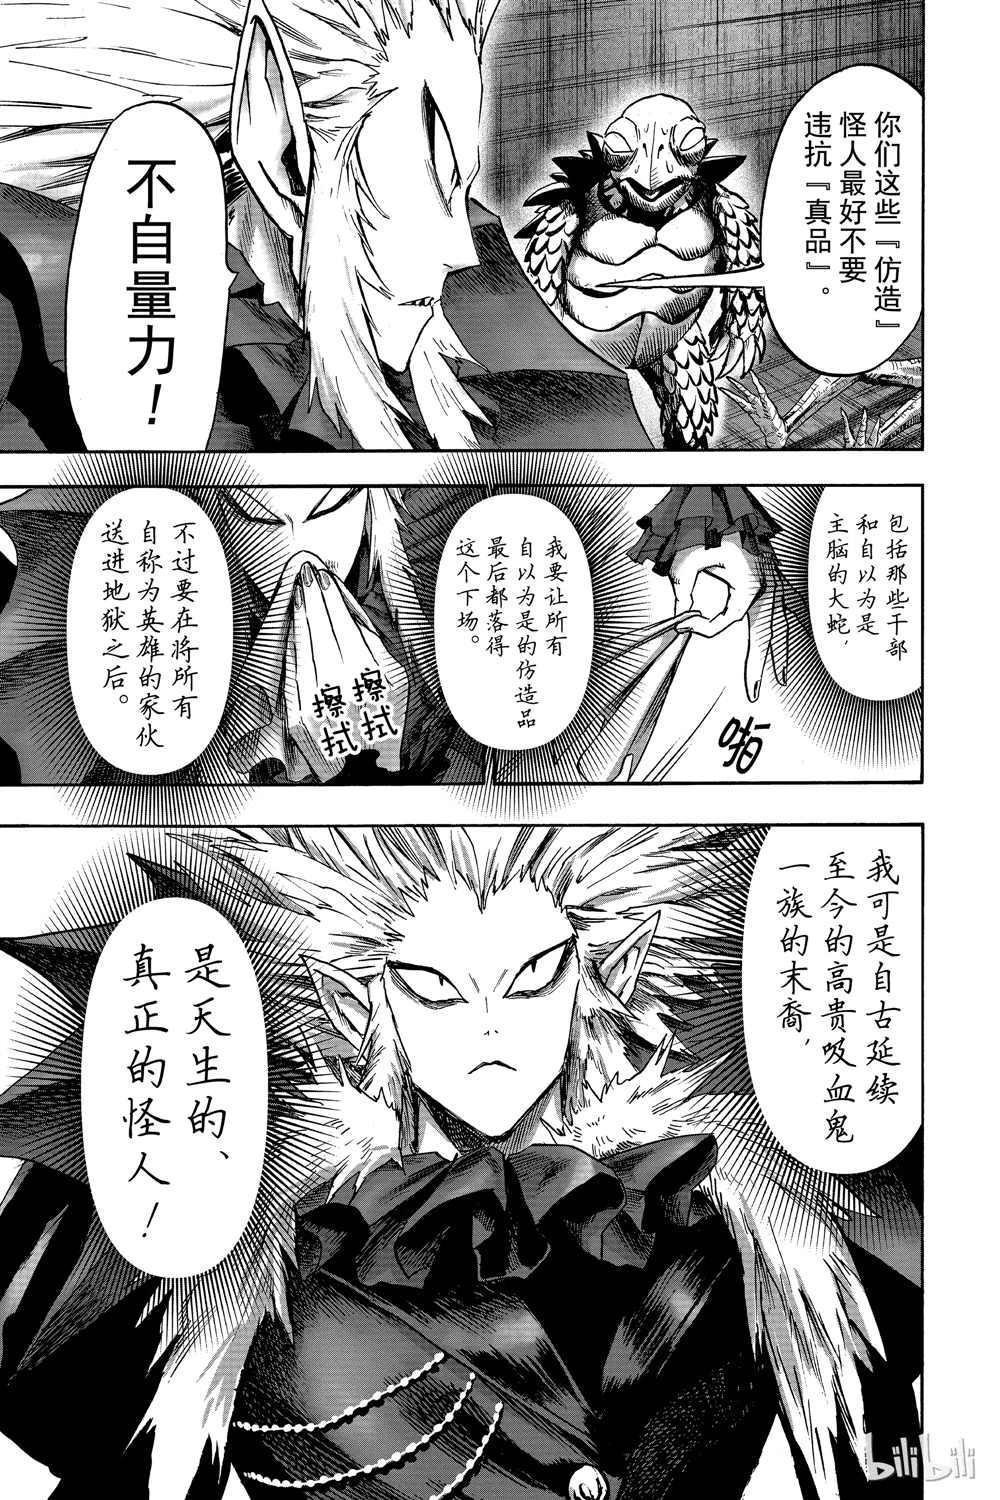 你们这些『仿造』
怪人最好不要
违抗『真品』。
不自量力！
包括那些干部
和自以为是
主脑的大蛇，
啪
我要让所有
自以为是的仿造品
最后都落得
这个下场。
擦拭
擦拭
不过要在将所有
自称为英雄的家伙
送进地狱之后。
我可是自古延续
至今的高贵吸血鬼
一族的末裔，
是天生的、
真正的怪人！
bilibili